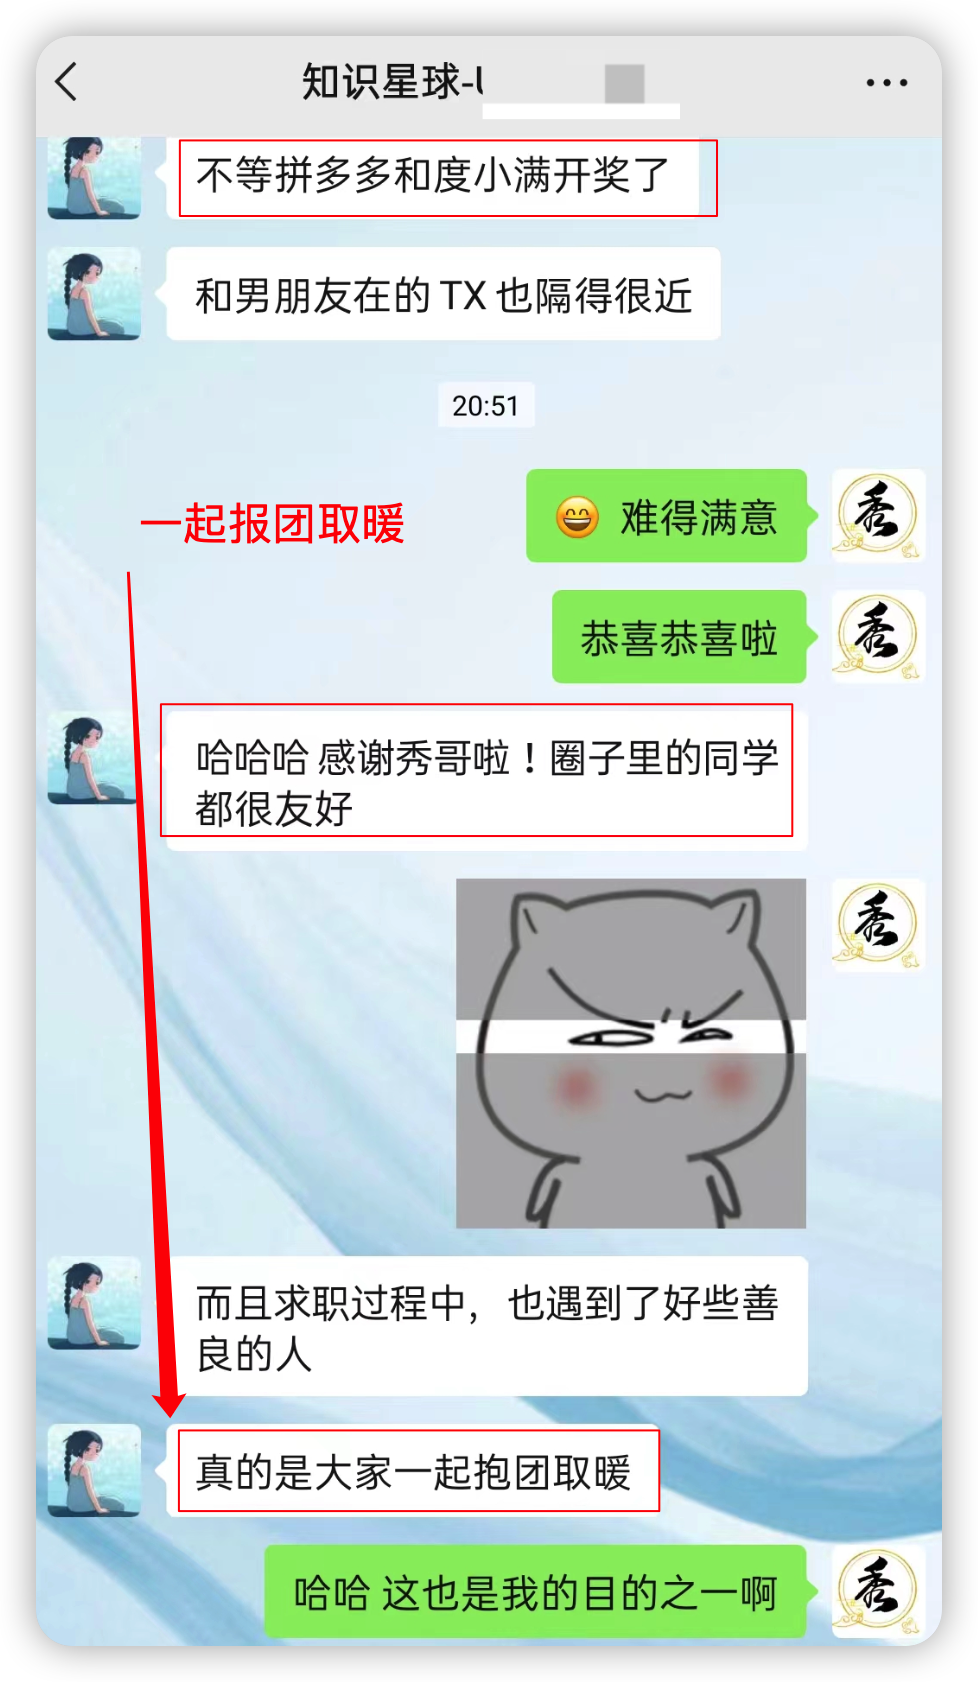 知识星球-
不等拼多多和度小满开奖了
和男朋友在的 TX 也隔得很近
20:51
一起报团取暖
😄 难得满意
秀
恭喜恭喜啦
秀
哈哈哈 感谢秀哥啦！圈子里的同学
都很友好
秀
而且求职过程中，也遇到了好些善
良的人
真的是大家一起抱团取暖
哈哈 这也是我的目的之一啊
秀